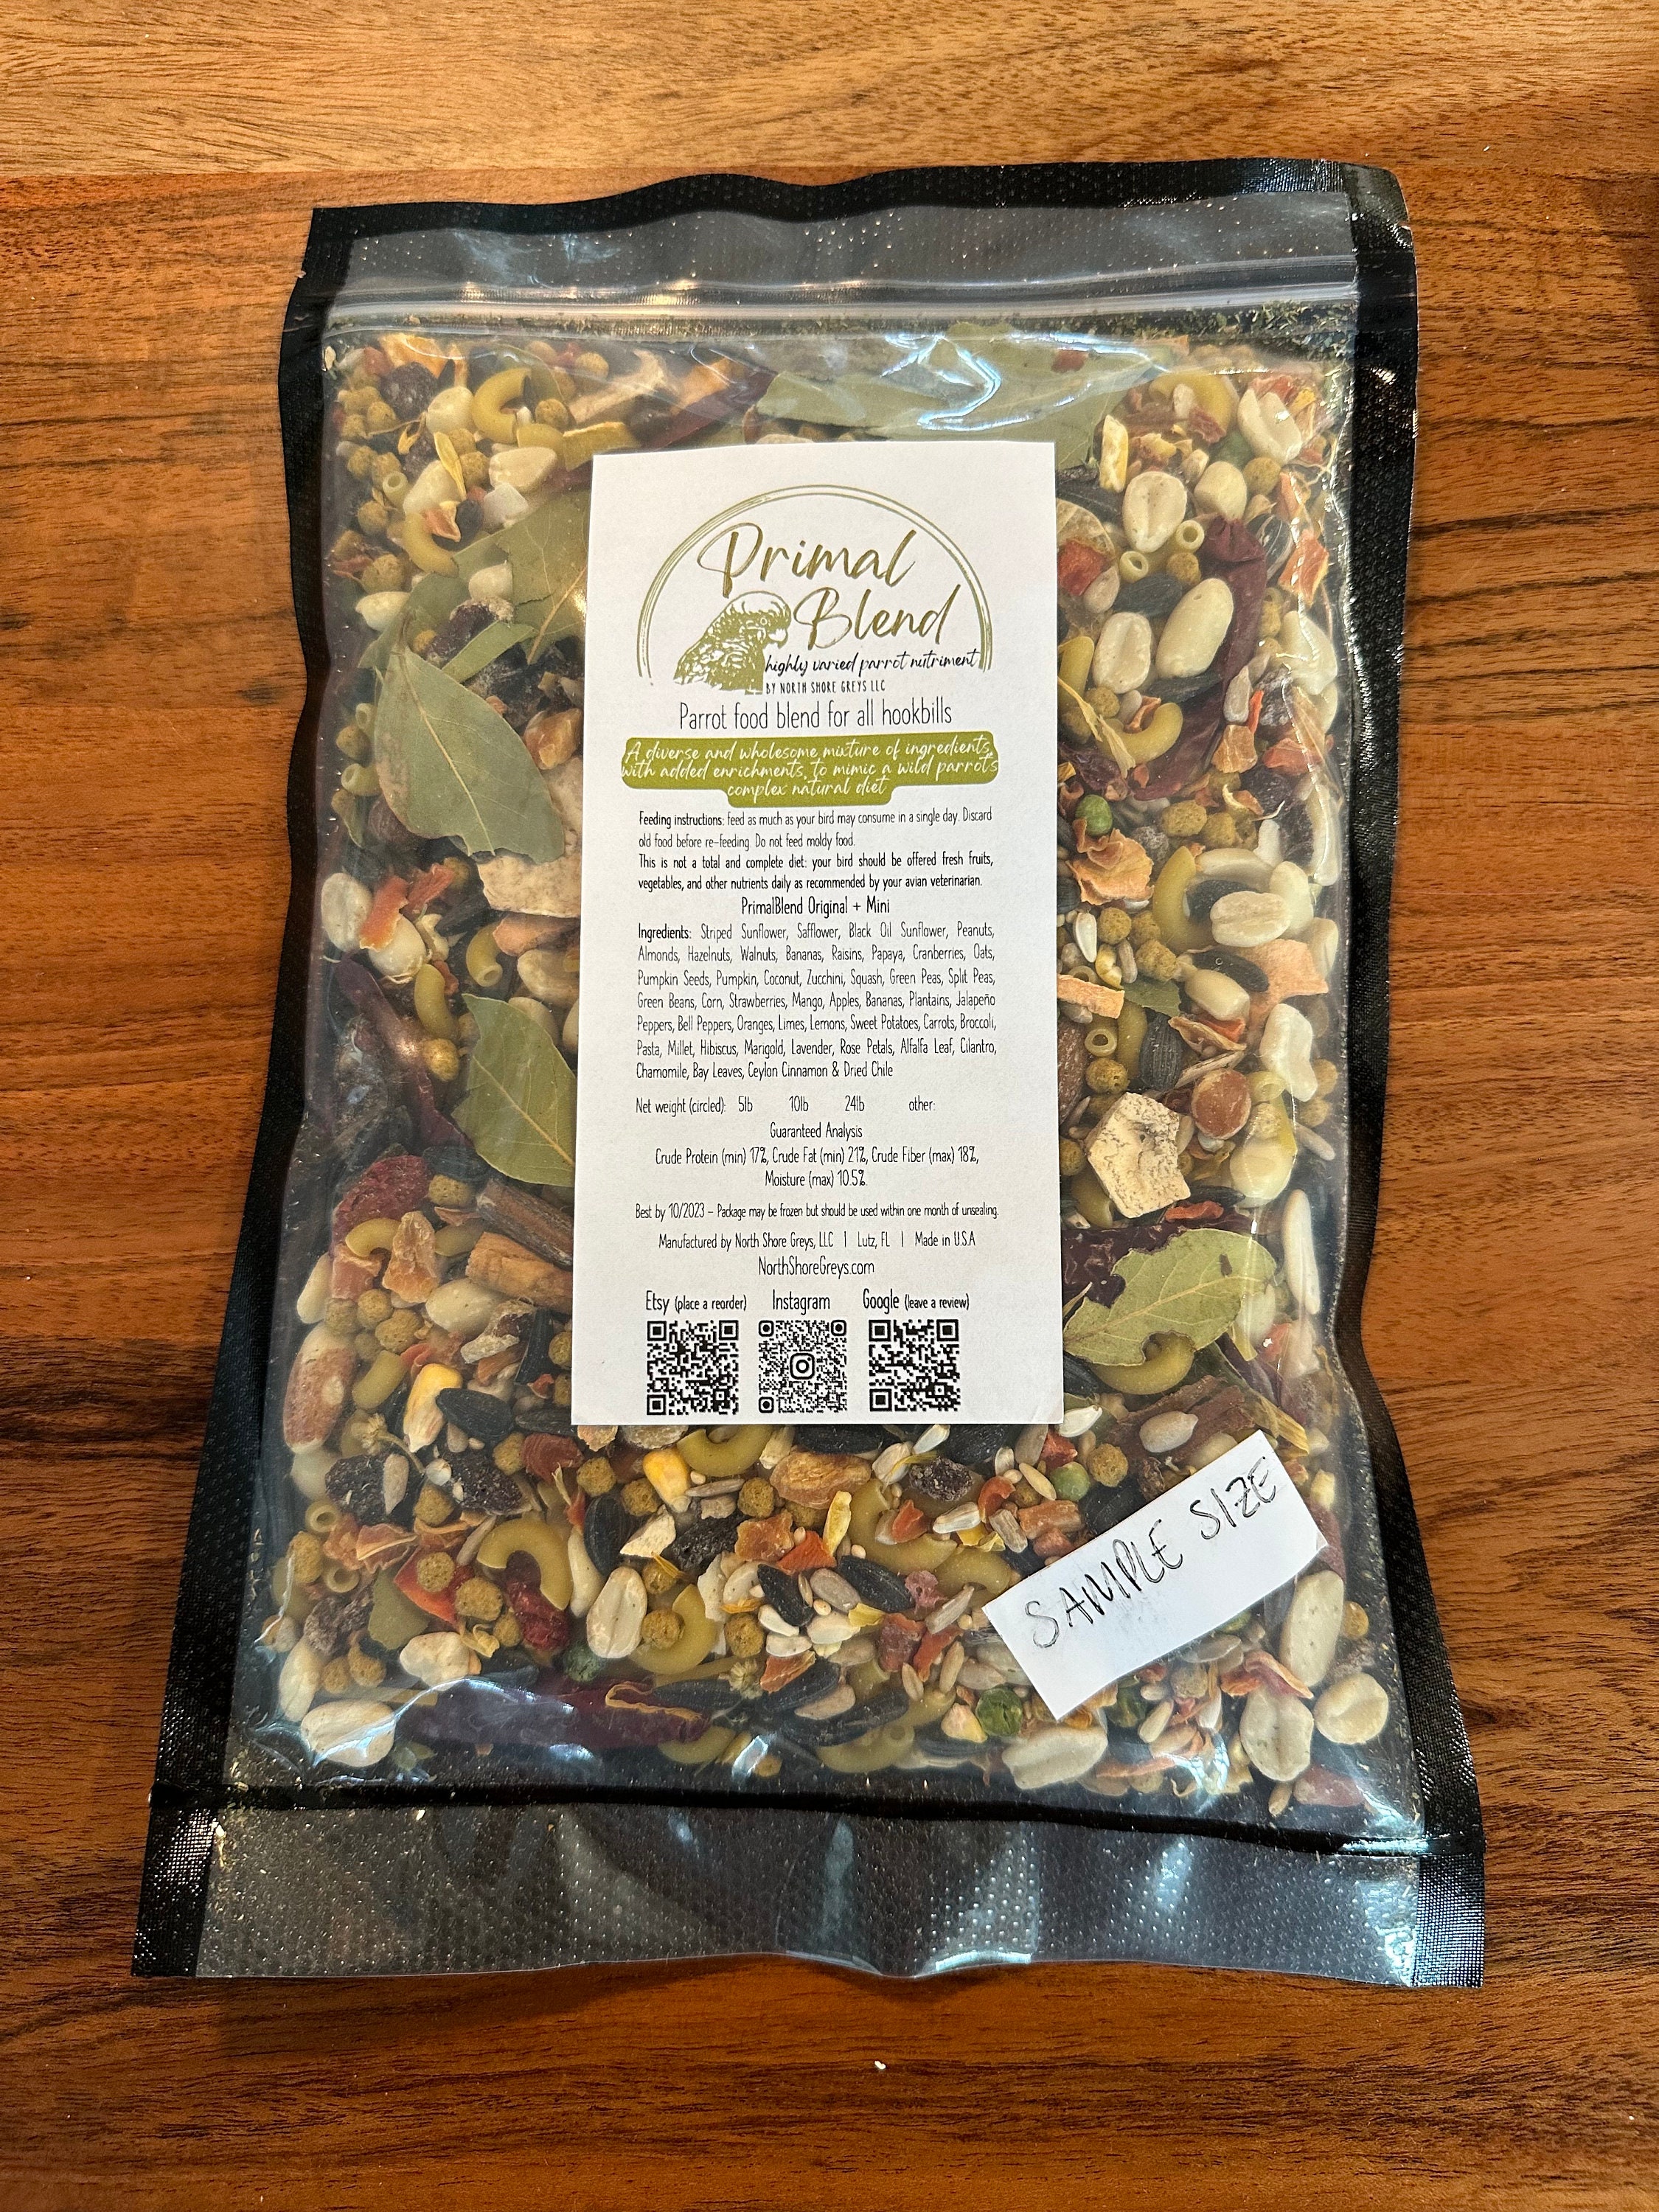 Primal
Blend
highly varied parrot nutriment
BY NORTH SHORE GREYS LLC
Parrot food blend for all hookbills
A diverse and wholesome mixture of ingredients,
with added enrichments, to mimic a wild parrot's
complex natural diet
Feeding instructions: feed as much as your bird may consume in a single day. Discard
old food before re-feeding. Do not feed moldy food.
This is not a total and complete diet: your bird should be offered fresh fruits,
vegetables, and other nutrients daily as recommended by your avian veterinarian.
PrimalBlend Original + Mini
Ingredients: Striped Sunflower, Safflower, Black Oil Sunflower, Peanuts,
Almonds, Hazelnuts, Walnuts, Bananas, Raisins, Papaya, Cranberries, Oats,
Pumpkin Seeds, Pumpkin, Coconut, Zucchini, Squash, Green Peas, Split Peas,
Green Beans, Corn, Strawberries, Mango, Apples, Bananas, Plantains, Jalapeño
Peppers, Bell Peppers, Oranges, Limes, Lemons, Sweet Potatoes, Carrots, Broccoli,
Pasta, Millet, Hibiscus, Marigold, Lavender, Rose Petals, Alfalfa Leaf, Cilantro,
Chamomile, Bay Leaves, Ceylon Cinnamon & Dried Chile
Net weight (circled): 5lb 10lb 24lb other:
Guaranteed Analysis
Crude Protein (min) 17%, Crude Fat (min) 21%, Crude Fiber (max) 18%,
Moisture (max) 10.5%.
Best by 10/2023 – Package may be frozen but should be used within one month of unsealing.
Manufactured by North Shore Greys, LLC | Lutz, FL | Made in U.S.A
NorthShoreGreys.com
Etsy (place a reorder) Instagram Google (leave a review)
SAMPLE SIZE